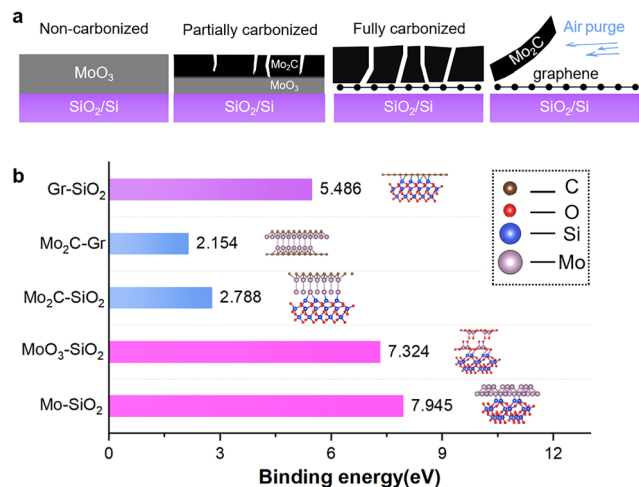 a
Non-carbonized
Partially carbonized
Fully carbonized
Air purge
Mo₂C
MoO₃
Mo₂C
MoO₃
graphene
SiO₂/Si
SiO₂/Si
SiO₂/Si
SiO₂/Si
b
Gr-SiO₂
5.486
Mo₂C-Gr
2.154
Mo₂C-SiO₂
2.788
MoO₃-SiO₂
7.324
Mo-SiO₂
7.945
C
O
Si
Mo
0 3 6 9 12
Binding energy(eV)